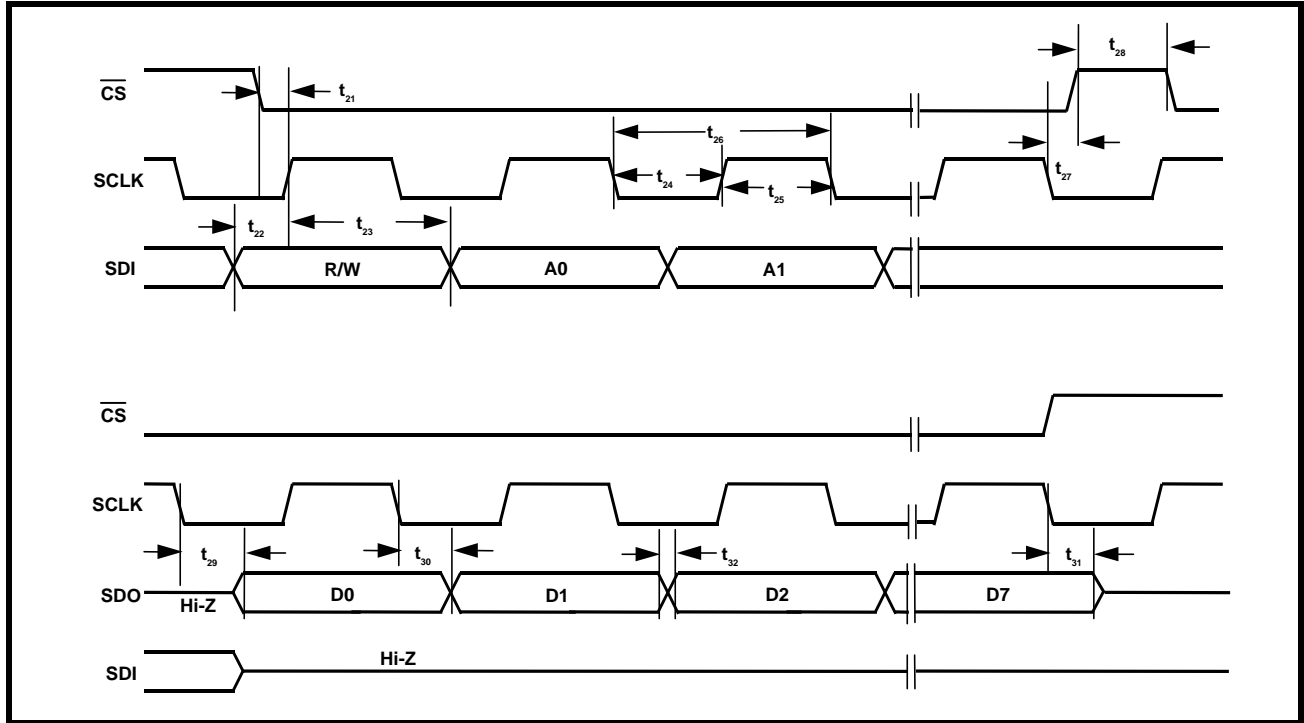 t28
CS
t21
t26
SCLK
t24
t25
t27
t22
t23
SDI
R/W
A0
A1
CS
SCLK
t29
t30
t32
t31
SDO
Hi-Z
D0
D1
D2
D7
SDI
Hi-Z